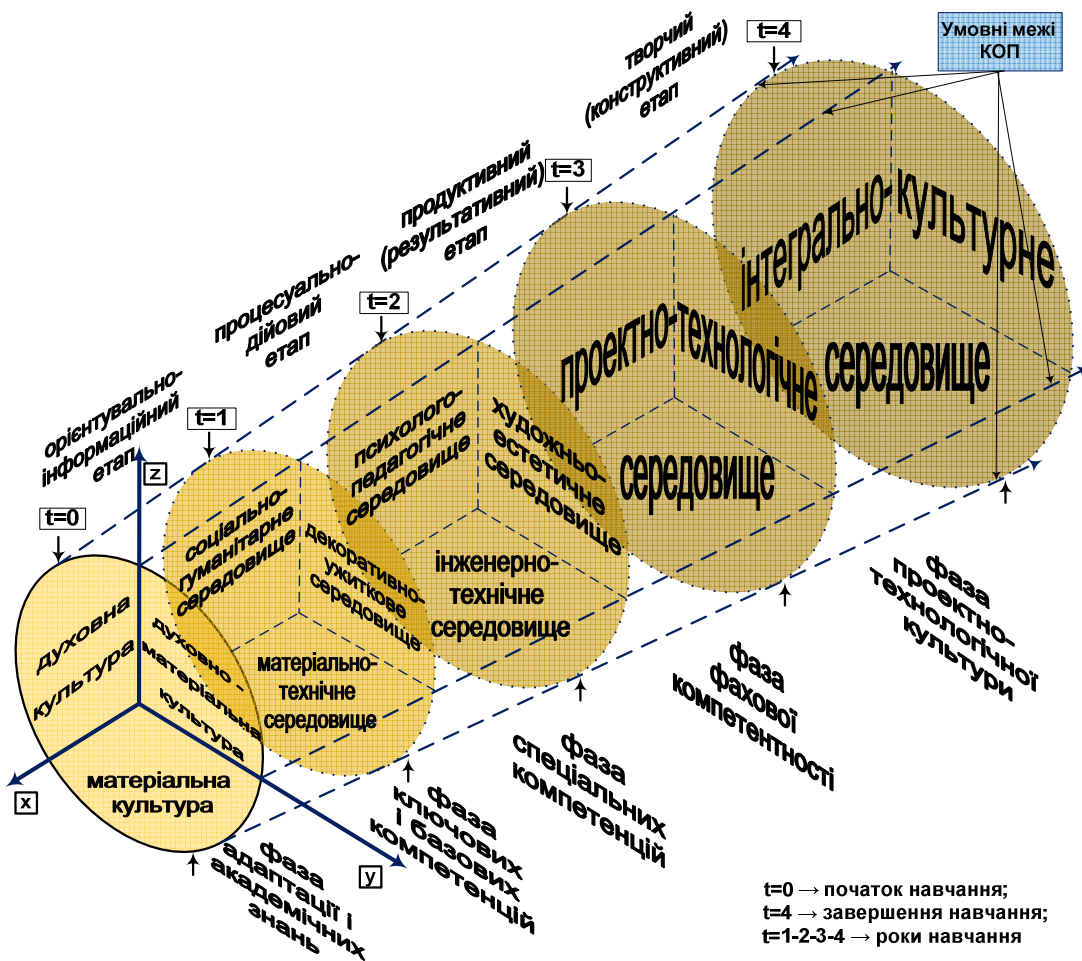 Умовні межі
КОП
t=4
творчий
(конструктивний)
етап
t=3
продуктивний
(результативний)
етап
t=2
процесуально-
дійовий
етап
t=1
орієнтувально-
інформаційний
етап
t=0
z
x
y
духовна
культура
духовно -
матеріальна
культура
матеріальна
культура
соціально-
гуманітарне
середовище
декоративно-
ужиткове
середовище
матеріально-
технічне
середовище
психолого-
педагогічне
середовище
художньо-
естетичне
середовище
інженерно-
технічне
середовище
проектно-технологічне
середовище
інтегрально-культурне
середовище
фаза
адаптації і
академічних
знань
фаза
ключових
і базових
компетенцій
фаза
спеціальних
компетенцій
фаза
фахової
компетентності
фаза
проектно-
технологічної
культури
t=0 → початок навчання;
t=4 → завершення навчання;
t=1-2-3-4 → роки навчання